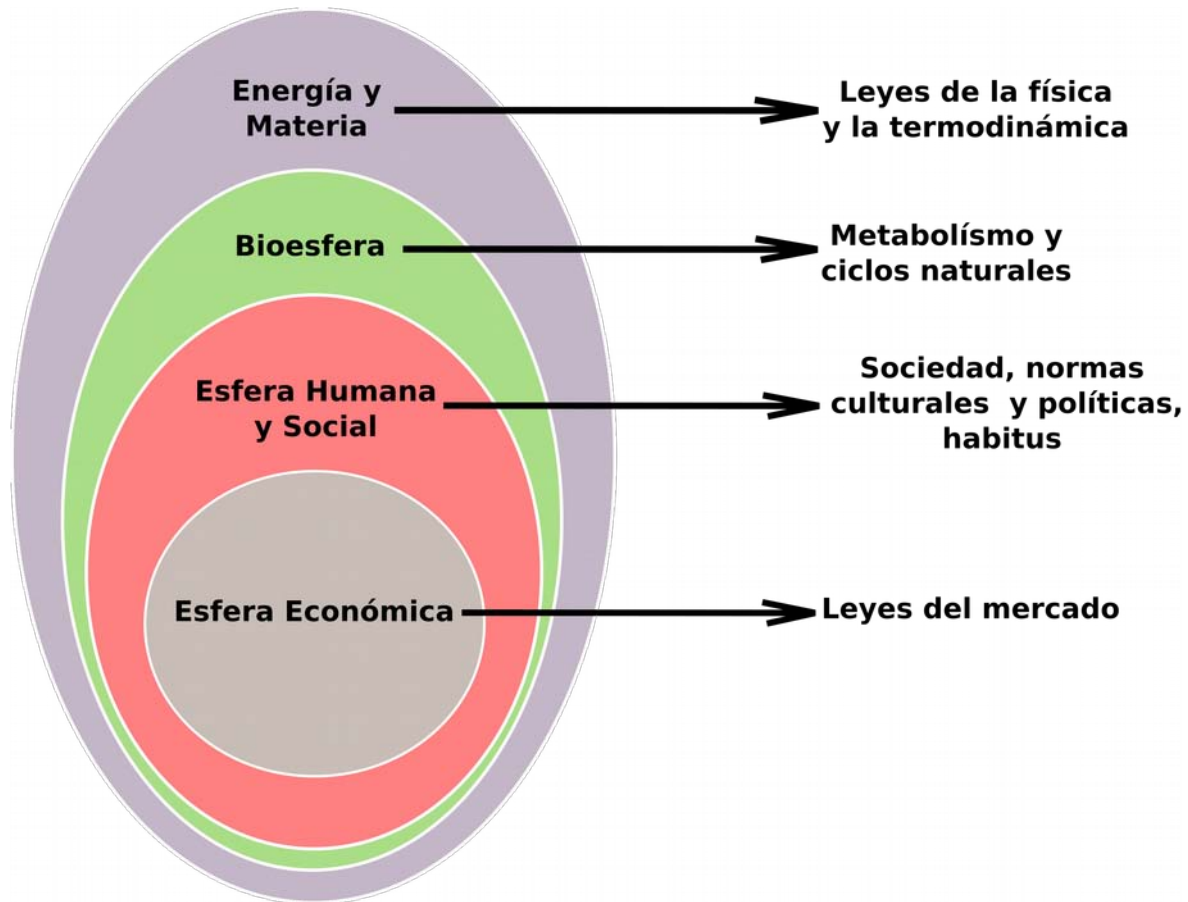 Energía y
Materia
Leyes de la física
y la termodinámica
Bioesfera
Metabolísmo y
ciclos naturales
Esfera Humana
y Social
Sociedad, normas
culturales y políticas,
habitus
Esfera Económica
Leyes del mercado